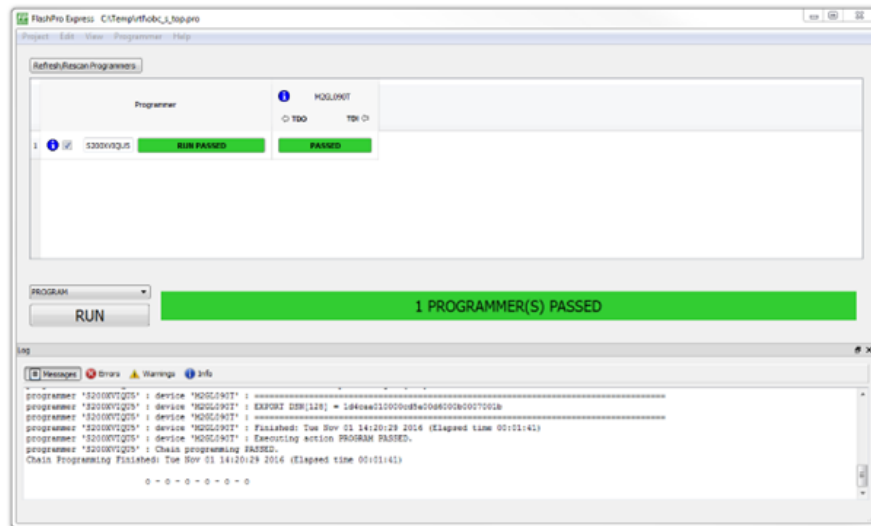 FlashPro Express C:\Temp\rtf\obc_s_top.pro
Project Edit View Programmer Help
Refresh/Rescan Programmers
Programmer
M2GL090T
TDO TDI
1 S200XVIQU5 RUN PASSED PASSED
PROGRAM
RUN
1 PROGRAMMER(S) PASSED
Log
Messages Errors Warnings Info
programmer 'S200XVIQU5' : device 'M2GL090T' : ================================================================
programmer 'S200XVIQU5' : device 'M2GL090T' : EXPORT DSN[128] =
programmer 'S200XVIQU5' : device 'M2GL090T' : ================================================================
programmer 'S200XVIQU5' : device 'M2GL090T' : Finished: Tue Nov 01 14:20:29 2016 (Elapsed time 00:01:41)
programmer 'S200XVIQU5' : device 'M2GL090T' : Executing action PROGRAM PASSED.
programmer 'S200XVIQU5' : Chain programming PASSED.
Chain Programming Finished: Tue Nov 01 14:20:29 2016 (Elapsed time 00:01:41)
o - o - o - o - o - o